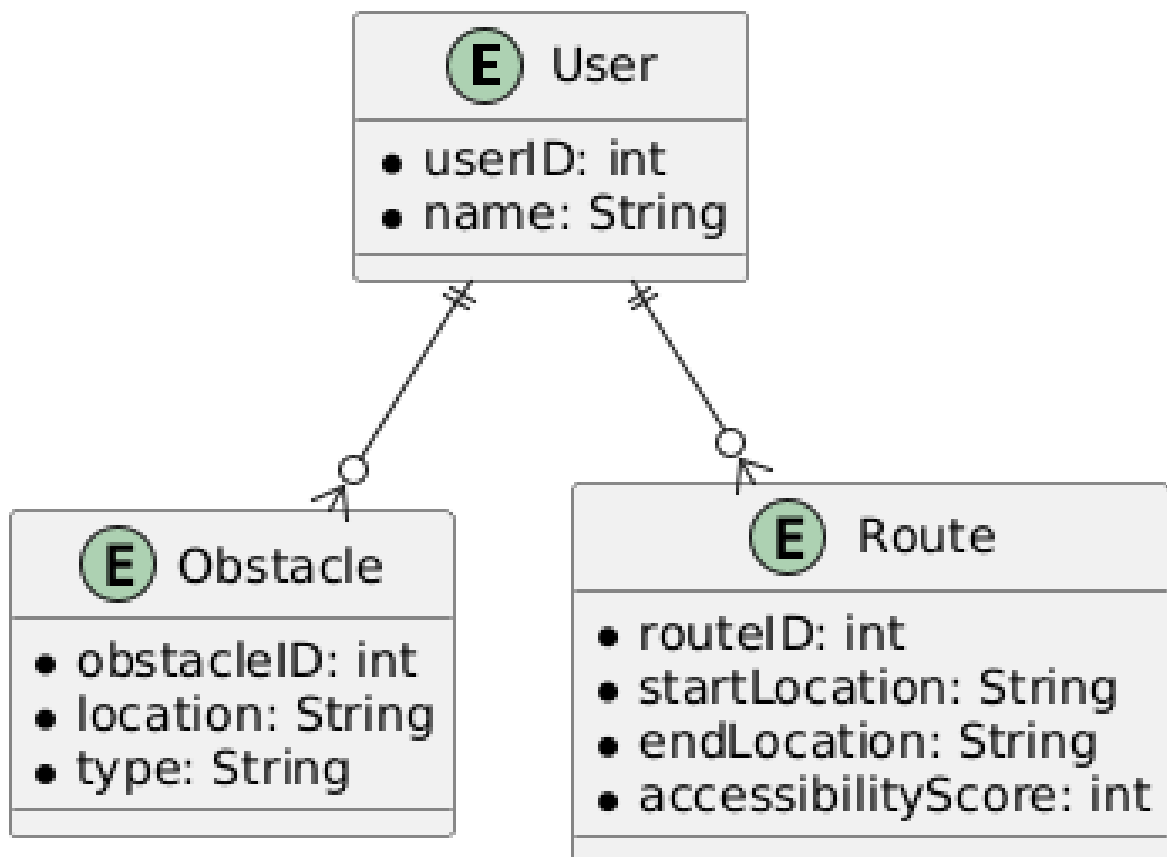 E User
userID: int
name: String
E Obstacle
obstacleID: int
location: String
type: String
E Route
routeID: int
startLocation: String
endLocation: String
accessibilityScore: int